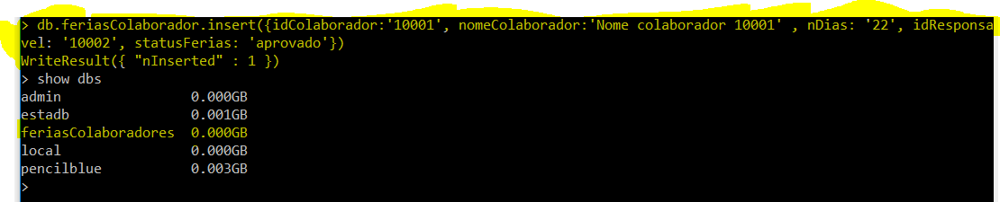 > db.feriasColaborador.insert({idColaborador:'10001', nomeColaborador:'Nome colaborador 10001' , nDias: '22', idResponsa
vel: '10002', statusFerias: 'aprovado'})
WriteResult({ "nInserted" : 1 })
> show dbs
admin 0.000GB
estadb 0.001GB
feriasColaboradores 0.000GB
local 0.000GB
pencilblue 0.003GB
>